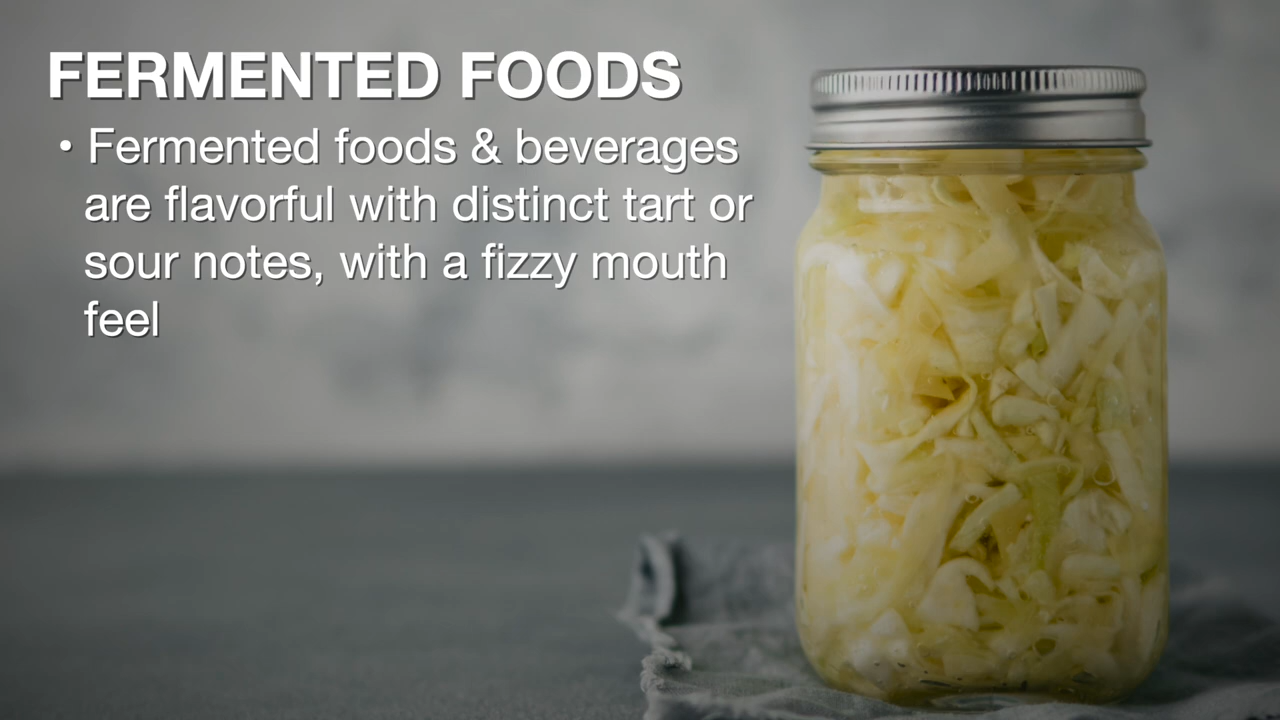 FERMENTED FOODS
• Fermented foods & beverages
are flavorful with distinct tart or
sour notes, with a fizzy mouth
feel